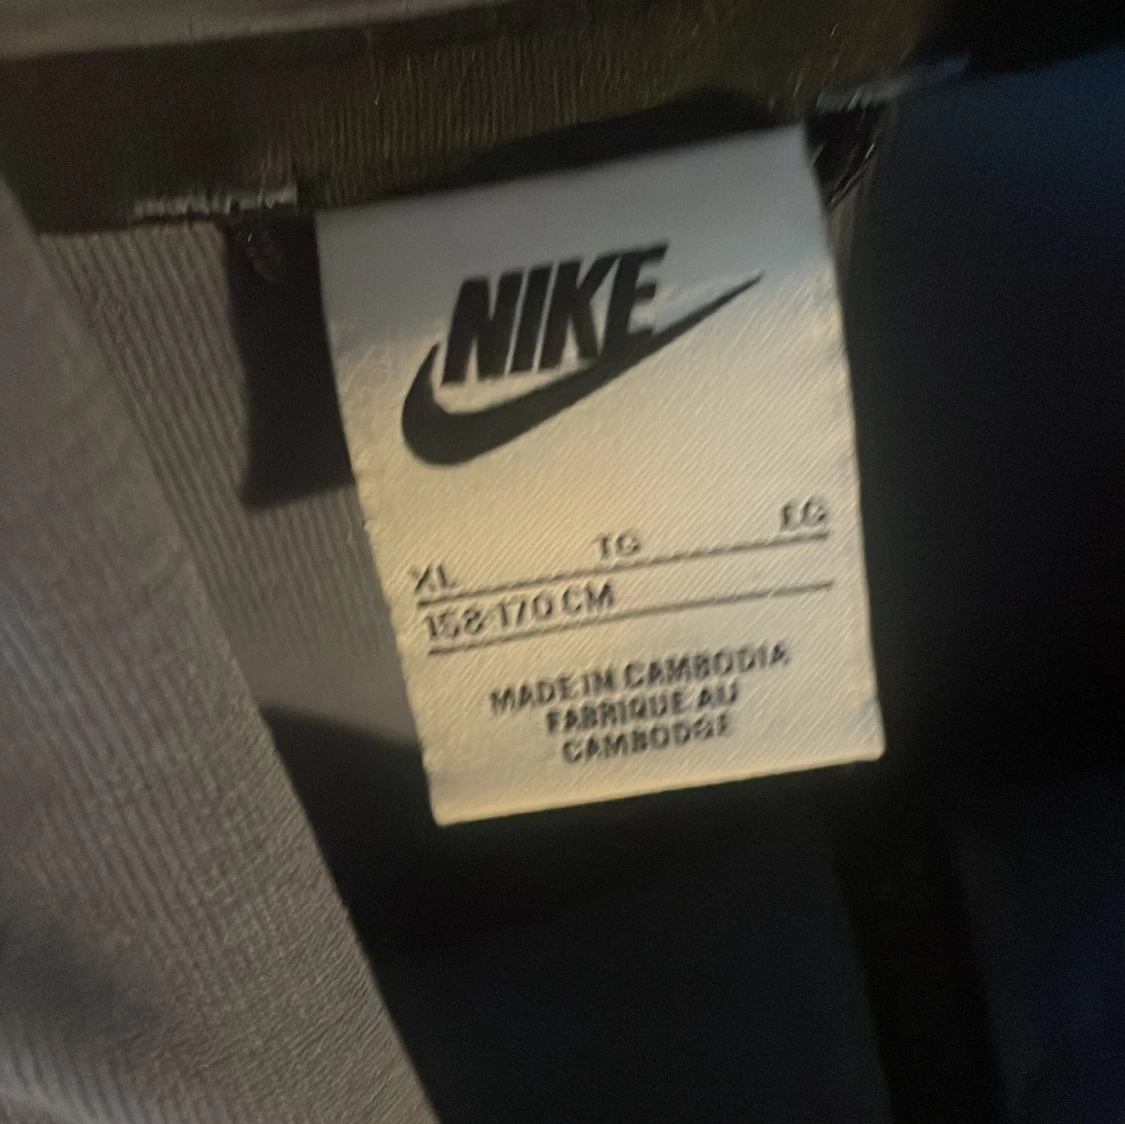 NIKE
XL TG EG
158-170 CM
MADE IN CAMBODIA
FABRIQUE AU
CAMBODGE